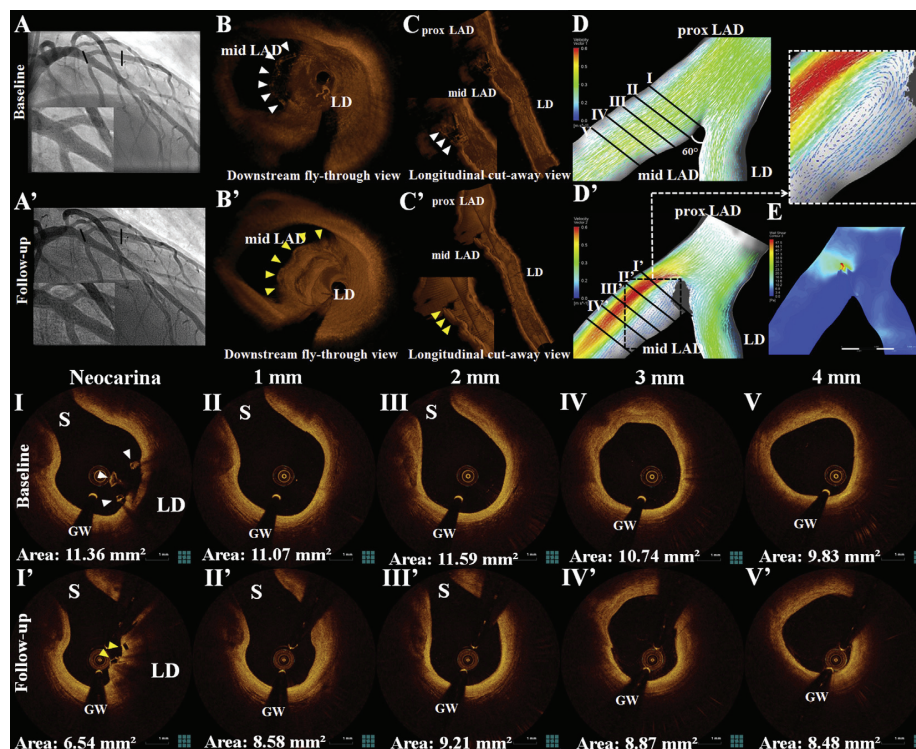 A
B
C
D
Baseline
mid LAD
LD
prox LAD
mid LAD
LD
Downstream fly-through view
Longitudinal cut-away view
prox LAD
I
II
III
IV
V
60°
mid LAD
LD
A'
B'
C'
D'
E
Follow-up
mid LAD
LD
prox LAD
mid LAD
LD
Downstream fly-through view
Longitudinal cut-away view
prox LAD
I'
II'
III'
IV'
mid LAD
LD
Neocarina
1 mm
2 mm
3 mm
4 mm
I
II
III
IV
V
Baseline
S
LD
GW
S
GW
S
GW
GW
GW
Area: 11.36 mm²
Area: 11.07 mm²
Area: 11.59 mm²
Area: 10.74 mm²
Area: 9.83 mm²
I'
II'
III'
IV'
V'
Follow-up
S
LD
GW
S
GW
S
GW
GW
GW
Area: 6.54 mm²
Area: 8.58 mm²
Area: 9.21 mm²
Area: 8.87 mm²
Area: 8.48 mm²